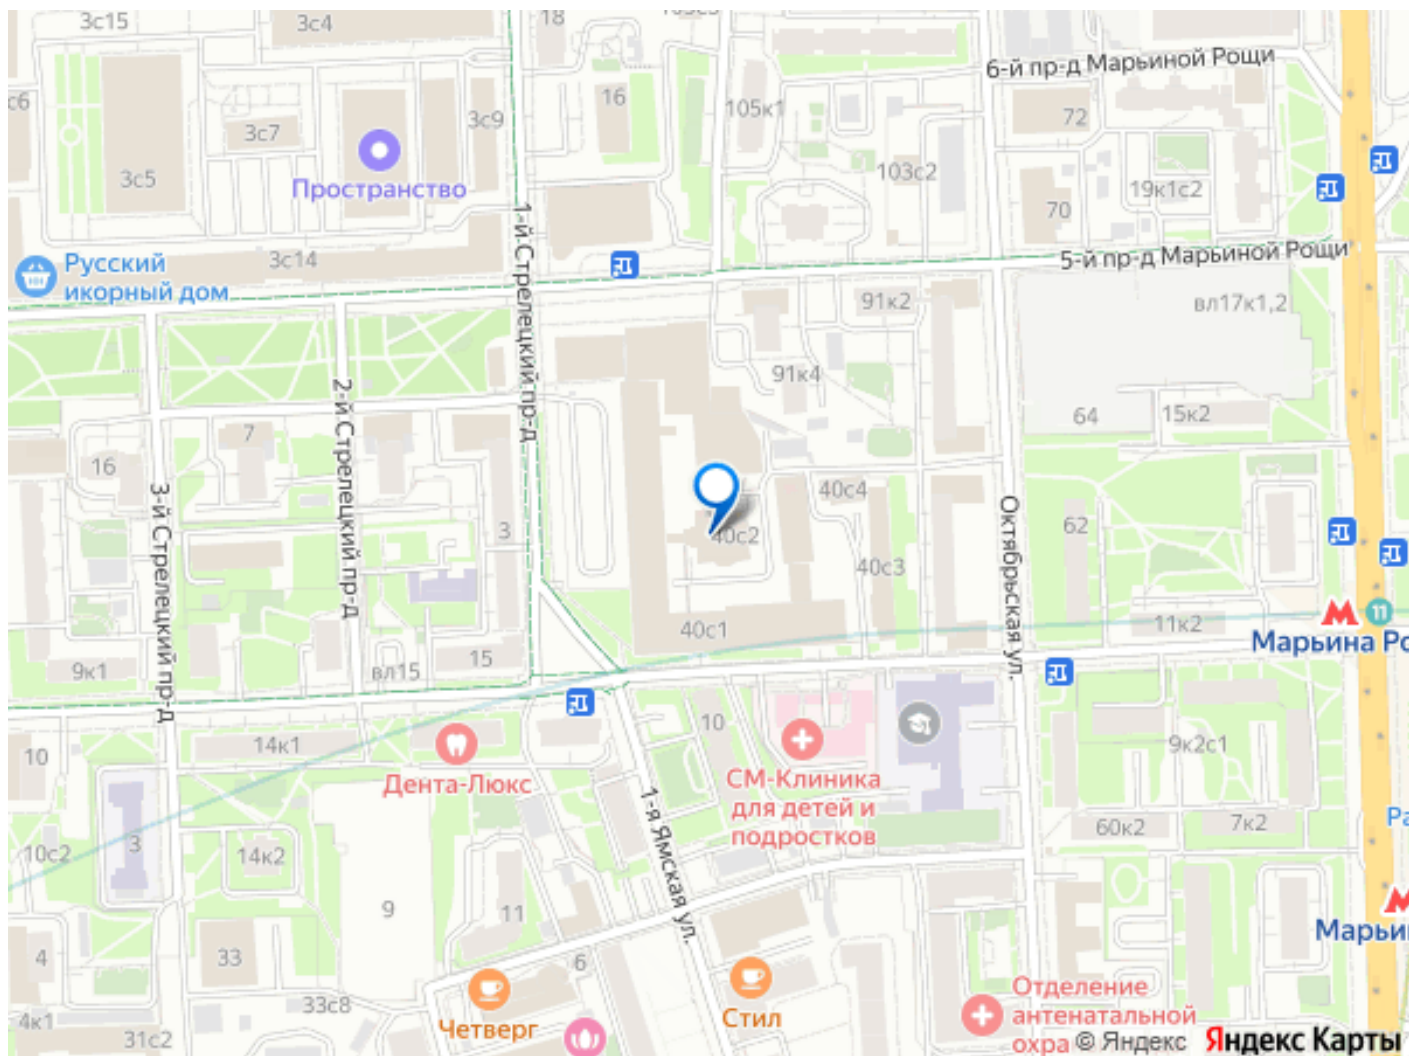 3с15
3с4
18
6-й пр-д Марьиной Рощи
3с7
3с9
16
105к1
72
3с5
Пространство
103с2
19к1с2
70
1-й Стрелецкий пр-д
Русский
икорный дом
3с14
5-й пр-д Марьиной Рощи
91к2
вл17к1,2
91к4
2-й Стрелецкий пр-д
64
15к2
7
16
3-й Стрелецкий пр-д
40с4
Октябрьская ул.
3
40с2
62
40с3
40с1
11к2
11
Марьина Ро
9к1
вл15
15
10
14к1
10
9к2с1
Дента-Люкс
СМ-Клиника
для детей и
подростков
1-я Ямская ул.
60к2
7к2
Ра
10с2
3
14к2
9
11
Марьи
4
33
6
33с8
Четверг
Стил
Отделение
антенатальной
охра
4к1
31с2
© Яндекс Яндекс Карты